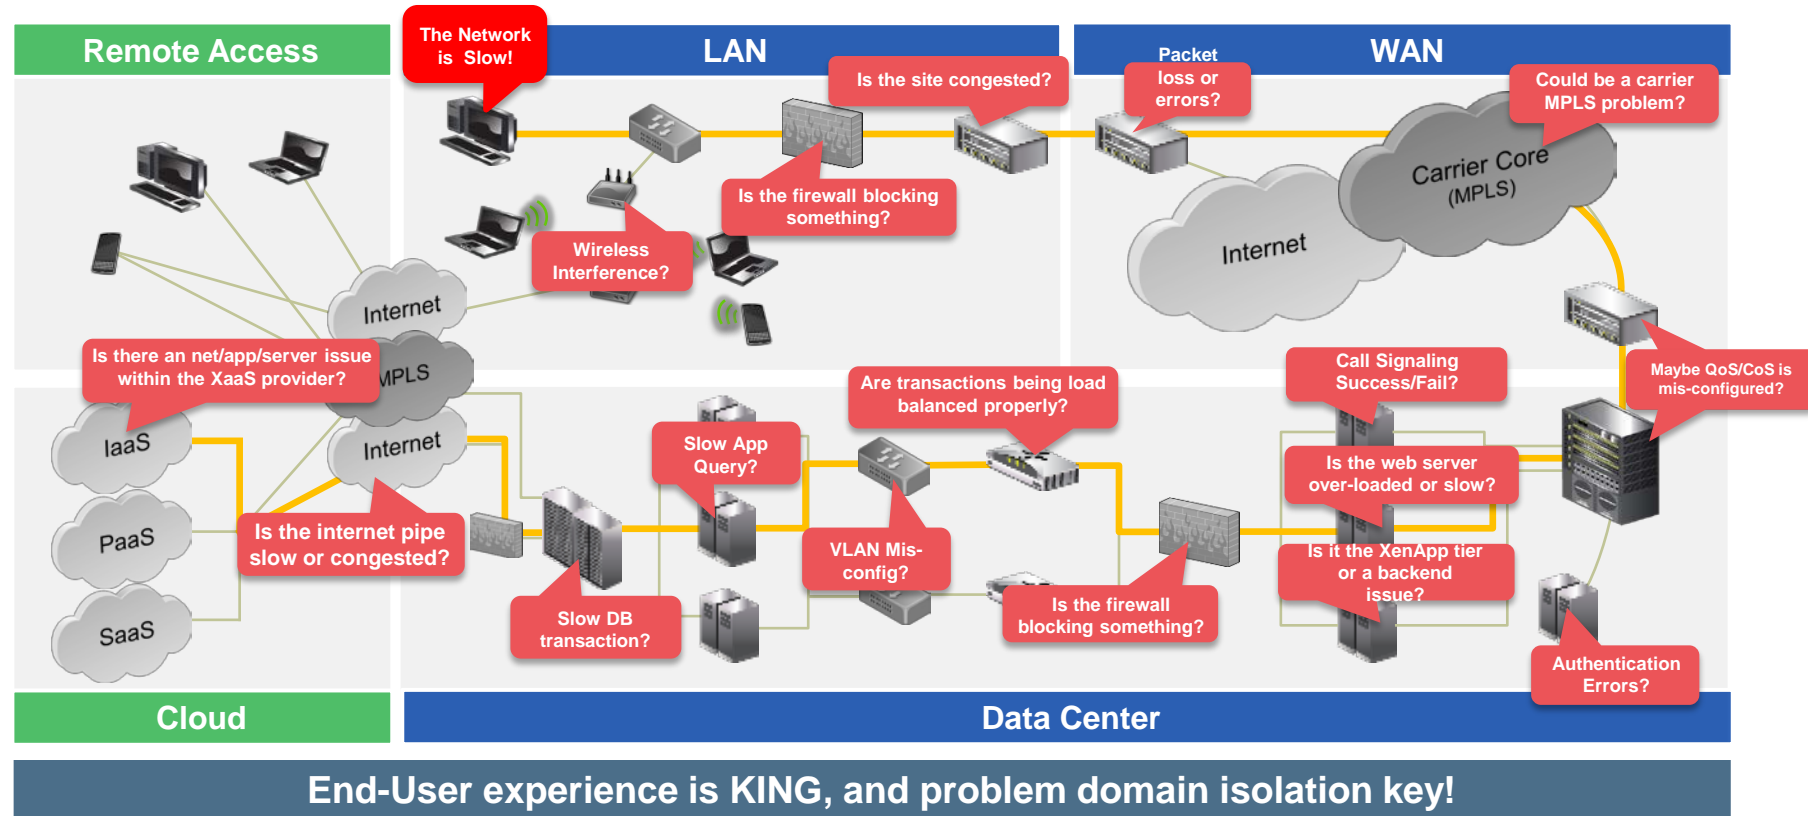 Remote Access
The Network
is Slow!
LAN
WAN
Is the site congested?
Packet
loss or
errors?
Could be a carrier
MPLS problem?
Carrier Core
(MPLS)
Is the firewall blocking
something?
Wireless
Interference?
Internet
Internet
MPLS
Is there an net/app/server issue
within the XaaS provider?
Call Signaling
Success/Fail?
Maybe QoS/CoS is
mis-configured?
Are transactions being load
balanced properly?
IaaS
Internet
Slow App
Query?
Is the web server
over-loaded or slow?
PaaS
Is the internet pipe
slow or congested?
VLAN Mis-
config?
Is it the XenApp tier
or a backend
issue?
SaaS
Slow DB
transaction?
Is the firewall
blocking something?
Authentication
Errors?
Cloud
Data Center
End-User experience is KING, and problem domain isolation key!